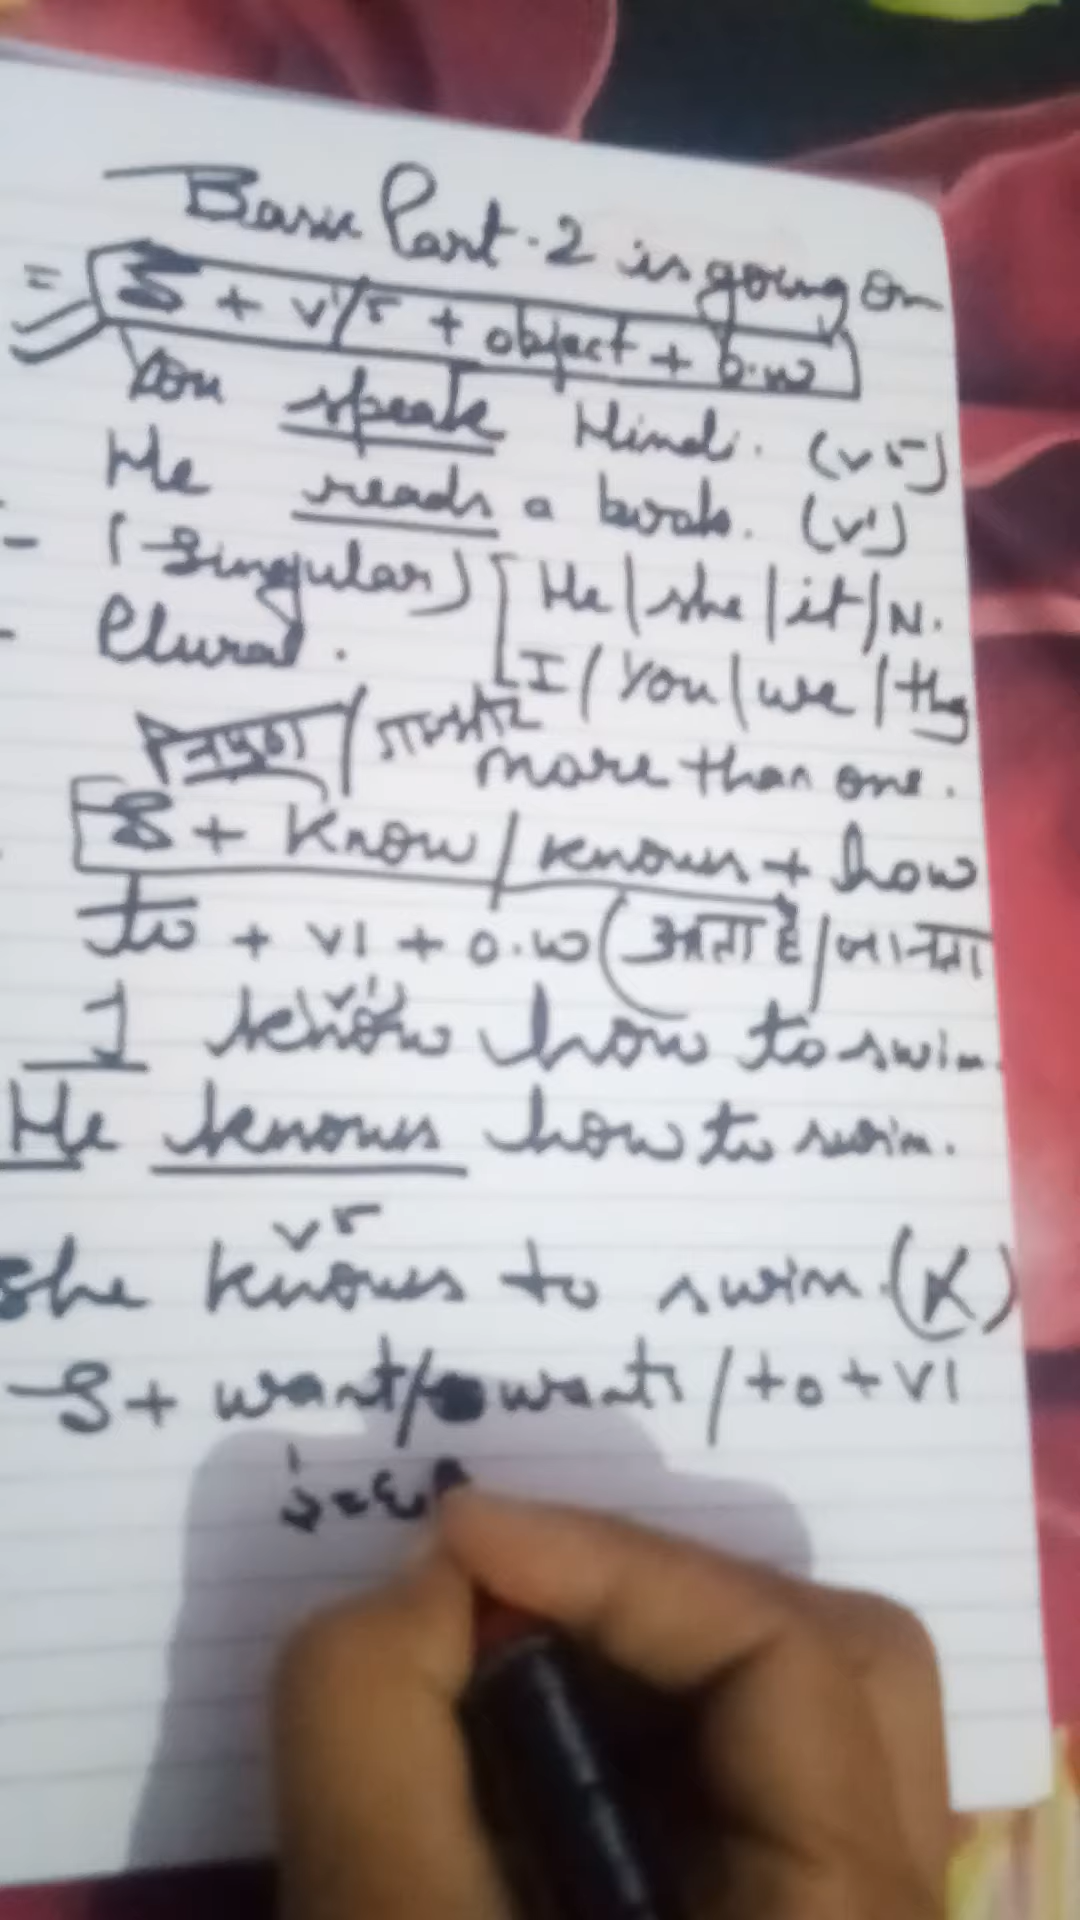 Basic Part-2 is going on
= S + v1/5 + object + o.w
You speak Hindi. (v5)
He reads a book. (v1)
- (Singular) [He|she|it|N.
- Plural. [I/You/we/they
more than one.
S + Know/knows + how
to + v1 + o.w (आता है/जानना
v1
I know how to swim.
He knows how to swim.
v5
she knows to swim.(X)
S + want/wants/to + v1